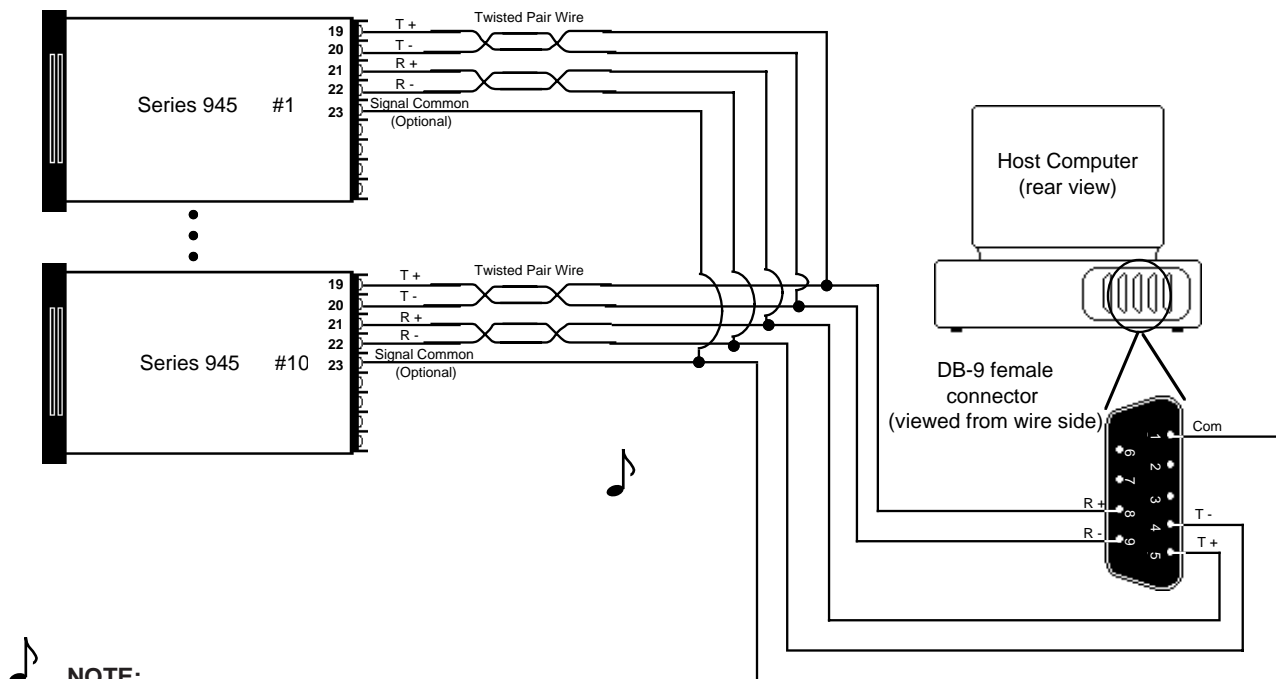 19 T + Twisted Pair Wire
20 T -
21 R +
22 R -
Series 945 #1
23 Signal Common
(Optional)
Host Computer
(rear view)
19 T + Twisted Pair Wire
20 T -
21 R +
22 R -
Series 945 #10
23 Signal Common
(Optional)
DB-9 female
connector
(viewed from wire side)
1 Com
6
2
7
3
R + 8
4 T -
R - 9
5 T +
NOTE: